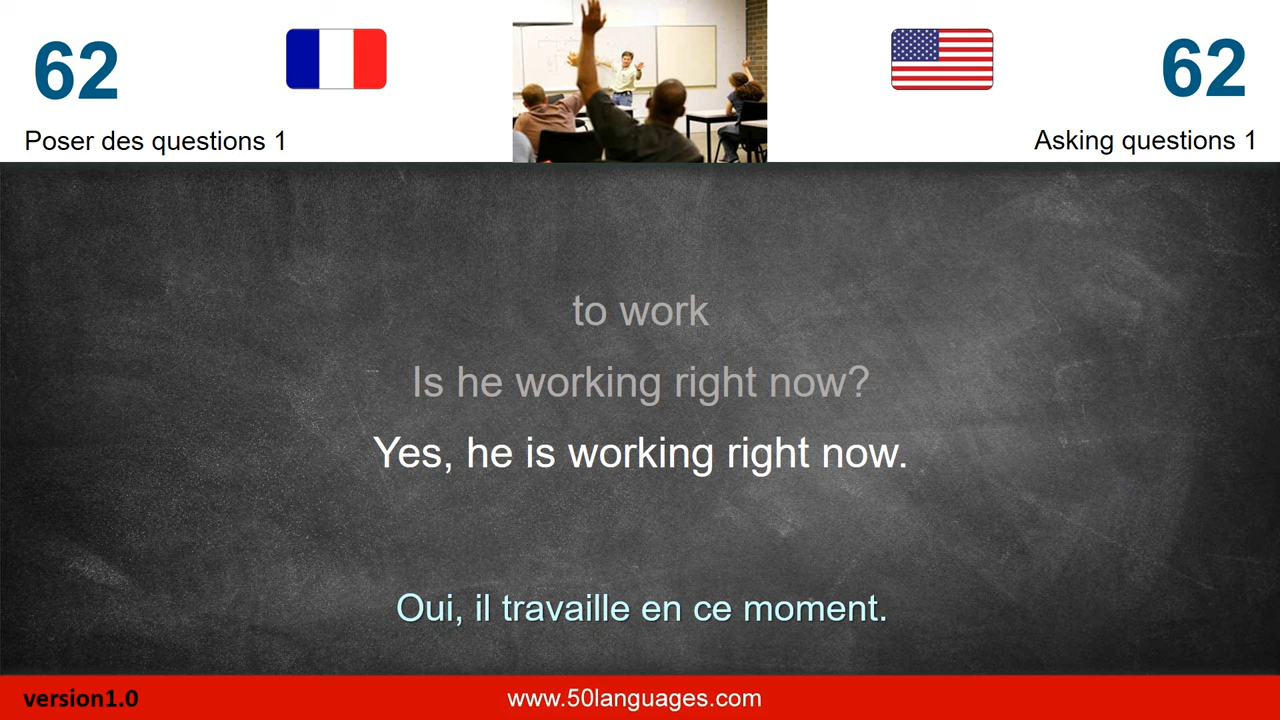 62
62
Poser des questions 1
Asking questions 1
to work
Is he working right now?
Yes, he is working right now.
Oui, il travaille en ce moment.
version1.0
www.50languages.com